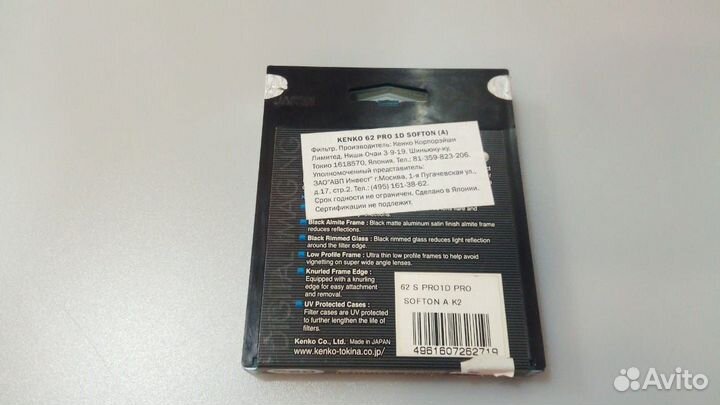 KENKO 62 PRO 1D SOFTON (A)
Фильтр. Производитель: Кенко Корпорэйшн
Лимитед, Ниши-Очаи 3-9-19, Шиньюку-ку,
Токио 1618570, Япония, Тел.: 81-359-823-206.
Уполномоченный представитель:
ЗАО"АВП Инвест" г.Москва, 1-я Пугачевская ул.,
д.17, стр.2. Тел.: (495) 161-38-62.
Срок годности не ограничен. Сделано в Японии.
Сертификации не подлежит.
DIGITAL IMAGING
Black Almite Frame : Black matte aluminum satin finish almite frame
reduces reflections.
Black Rimmed Glass : Black rimmed glass reduces light reflection
around the filter edge.
Low Profile Frame : Ultra thin low profile frames to help avoid
vignetting on super wide angle lenses.
Knurled Frame Edge :
Equipped with a knurling
edge for easy attachment
and removal.
UV Protected Cases :
Filter cases are UV protected
to further lengthen the life of
filters.
Kenko Co., Ltd. Made in JAPAN
www.kenko-tokina.co.jp/
62 S PRO1D PRO
SOFTON A K2
4961607262719
Avito